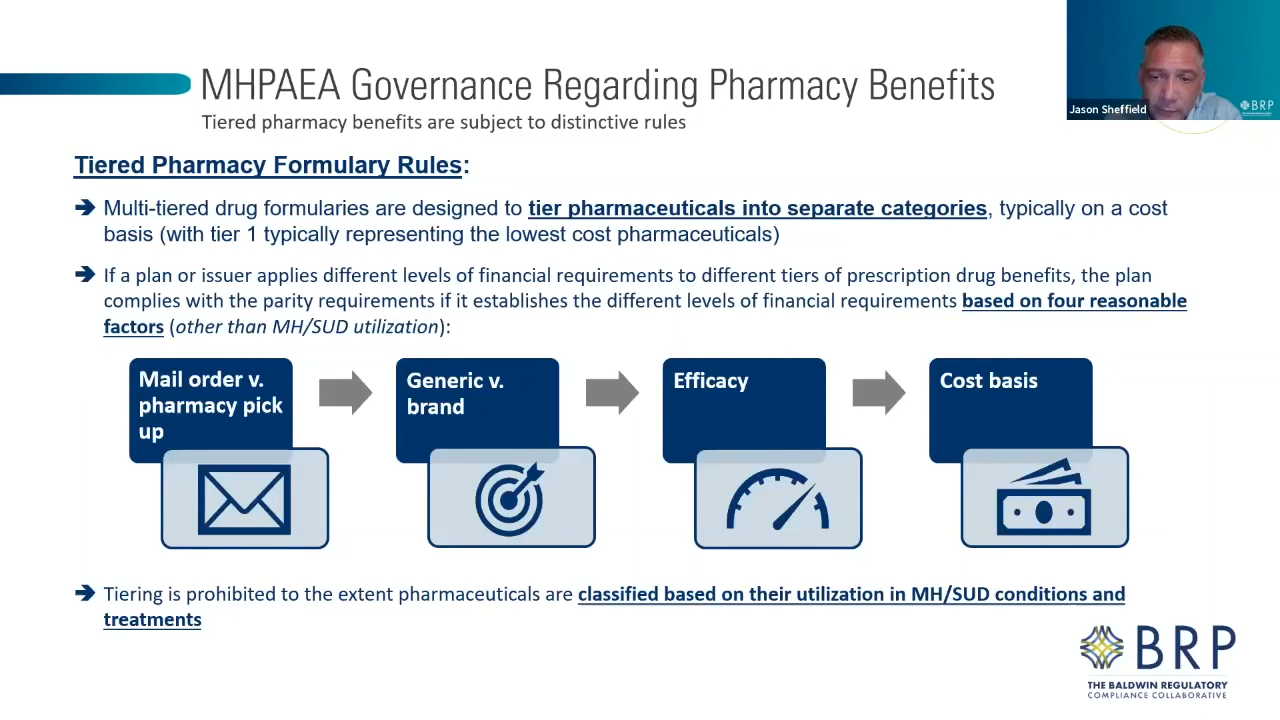 MHPAEA Governance Regarding Pharmacy Benefits
Tiered pharmacy benefits are subject to distinctive rules
Jason Sheffield
BRP
Tiered Pharmacy Formulary Rules:
Multi-tiered drug formularies are designed to tier pharmaceuticals into separate categories, typically on a cost
basis (with tier 1 typically representing the lowest cost pharmaceuticals)
If a plan or issuer applies different levels of financial requirements to different tiers of prescription drug benefits, the plan
complies with the parity requirements if it establishes the different levels of financial requirements based on four reasonable
factors (other than MH/SUD utilization):
Mail order v.
pharmacy pick
up
Generic v.
brand
Efficacy
Cost basis
Tiering is prohibited to the extent pharmaceuticals are classified based on their utilization in MH/SUD conditions and
treatments
BRP
THE BALDWIN REGULATORY
COMPLIANCE COLLABORATIVE